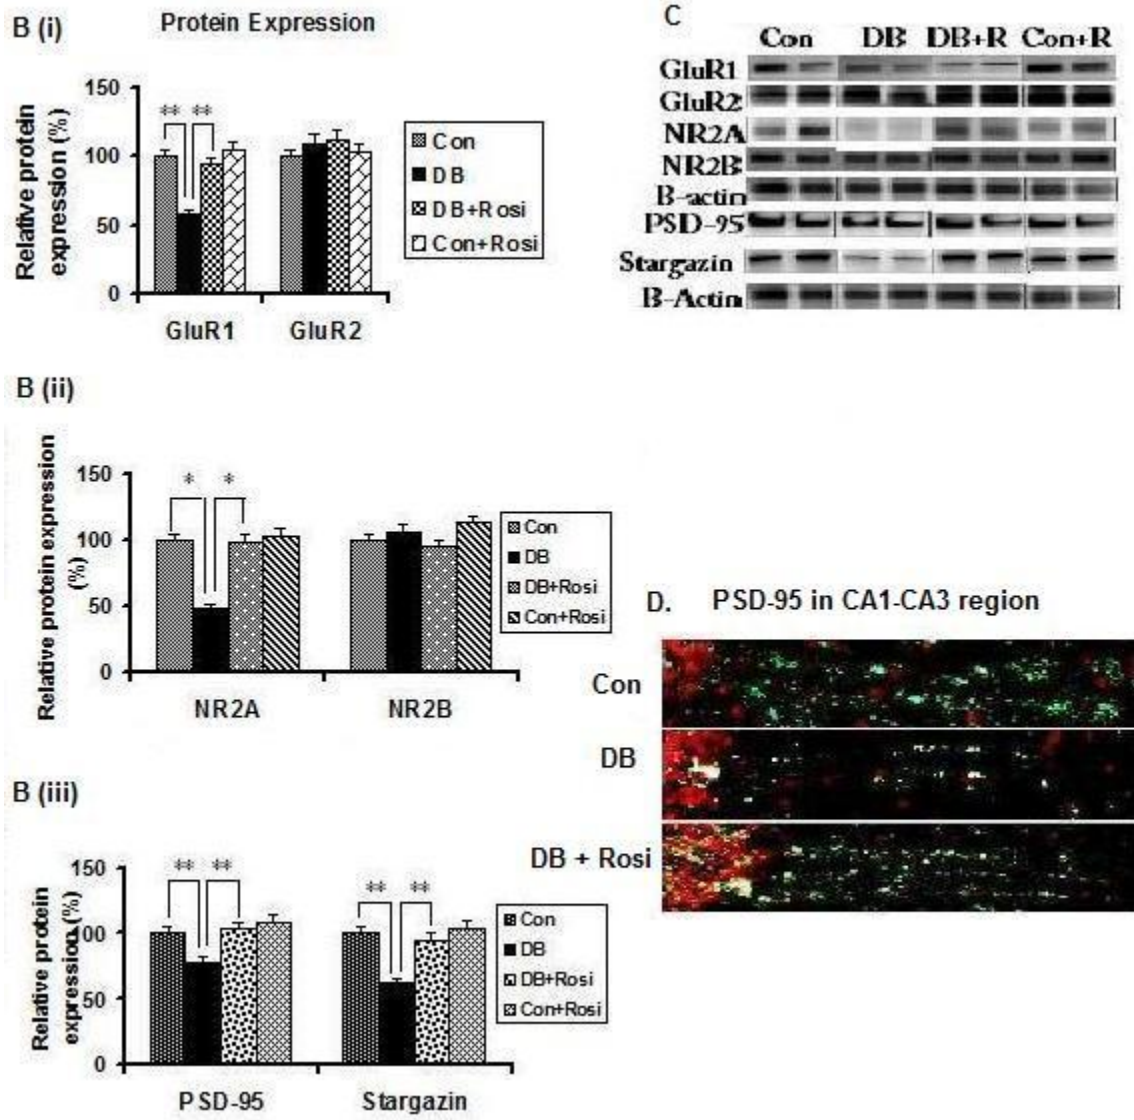 B (i)
Protein Expression
Relative protein
expression (%)
150
100
50
0
** **
GluR1 GluR2
Con
DB
DB+Rosi
Con+Rosi
C
Con DB DB+R Con+R
GluR1
GluR2
NR2A
NR2B
B-actin
PSD-95
Stargazin
B-Actin
B (ii)
Relative protein expression
(%)
150
100
50
0
* *
NR2A NR2B
Con
DB
DB+Rosi
Con+Rosi
D. PSD-95 in CA1-CA3 region
Con
DB
DB + Rosi
B (iii)
Relative protein
expression (%)
150
100
50
0
** **
** **
PSD-95 Stargazin
Con
DB
DB+Rosi
Con+Rosi